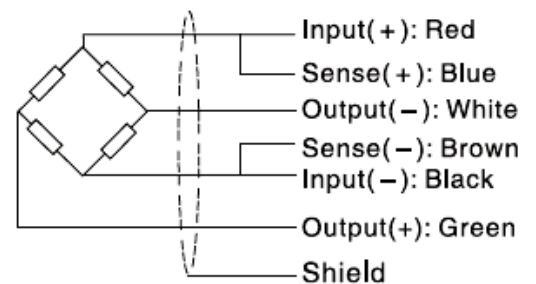 Input(+): Red
Sense(+): Blue
Output(−): White
Sense(−): Brown
Input(−): Black
Output(+): Green
Shield